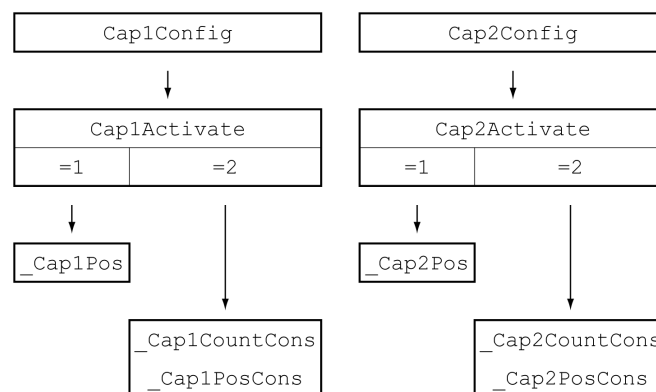 Cap1Config
Cap1Activate
=1 =2
_Cap1Pos
_Cap1CountCons
_Cap1PosCons
Cap2Config
Cap2Activate
=1 =2
_Cap2Pos
_Cap2CountCons
_Cap2PosCons